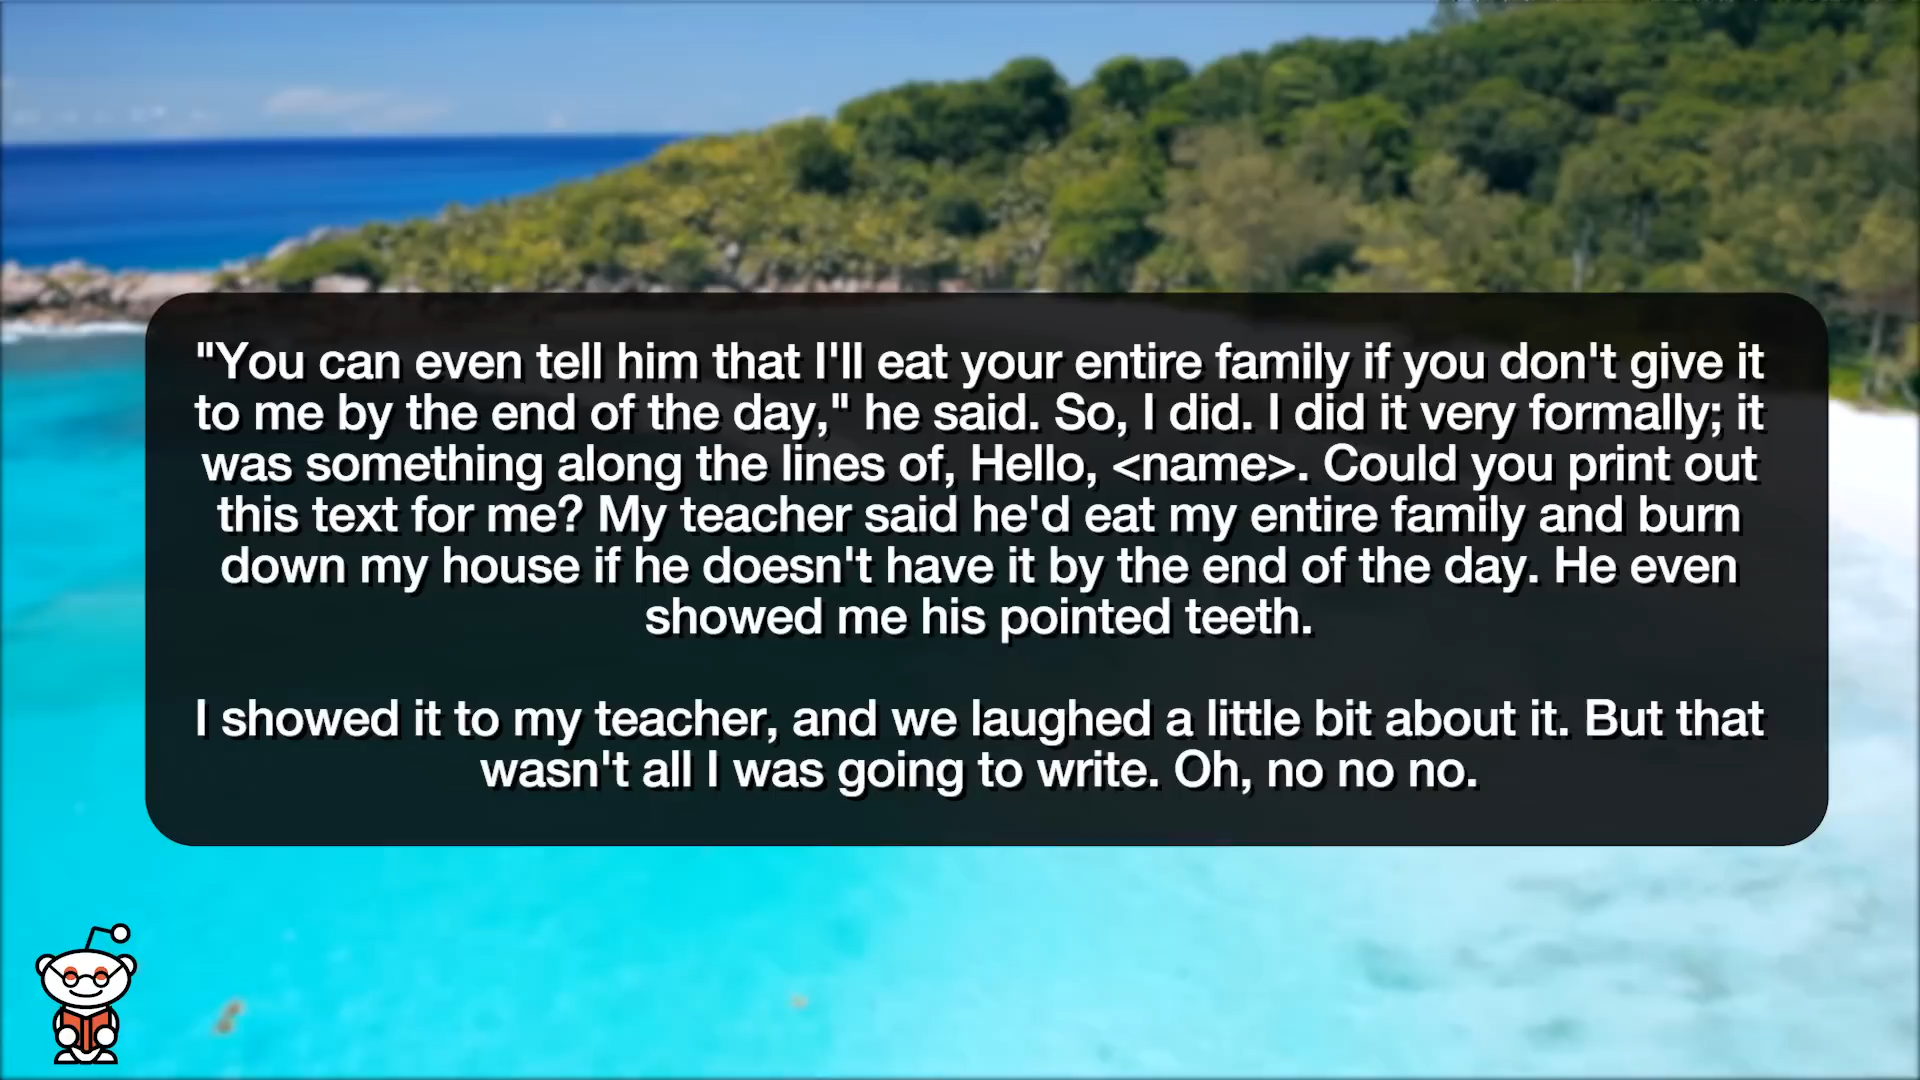 "You can even tell him that I'll eat your entire family if you don't give it
to me by the end of the day," he said. So, I did. I did it very formally; it
was something along the lines of, Hello, <name>. Could you print out
this text for me? My teacher said he'd eat my entire family and burn
down my house if he doesn't have it by the end of the day. He even
showed me his pointed teeth.
I showed it to my teacher, and we laughed a little bit about it. But that
wasn't all I was going to write. Oh, no no no.